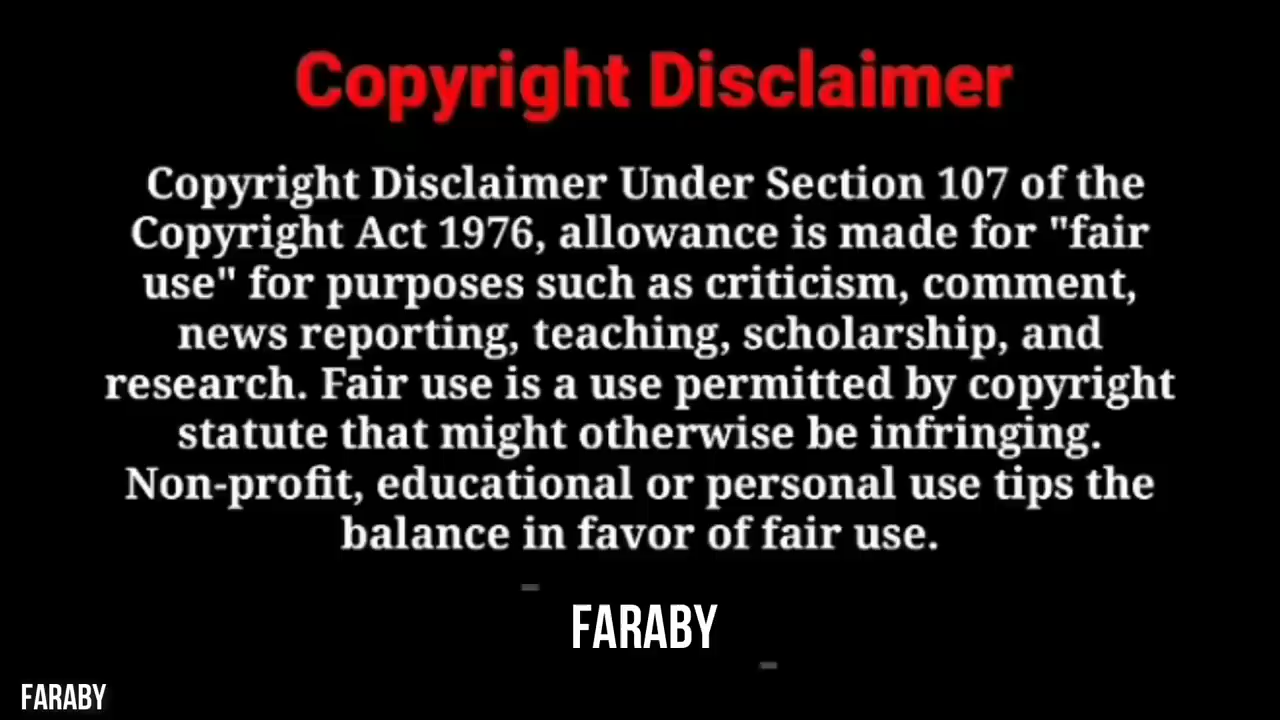 Copyright Disclaimer
Copyright Disclaimer Under Section 107 of the
Copyright Act 1976, allowance is made for "fair
use" for purposes such as criticism, comment,
news reporting, teaching, scholarship, and
research. Fair use is a use permitted by copyright
statute that might otherwise be infringing.
Non-profit, educational or personal use tips the
balance in favor of fair use.
FARABY
FARABY